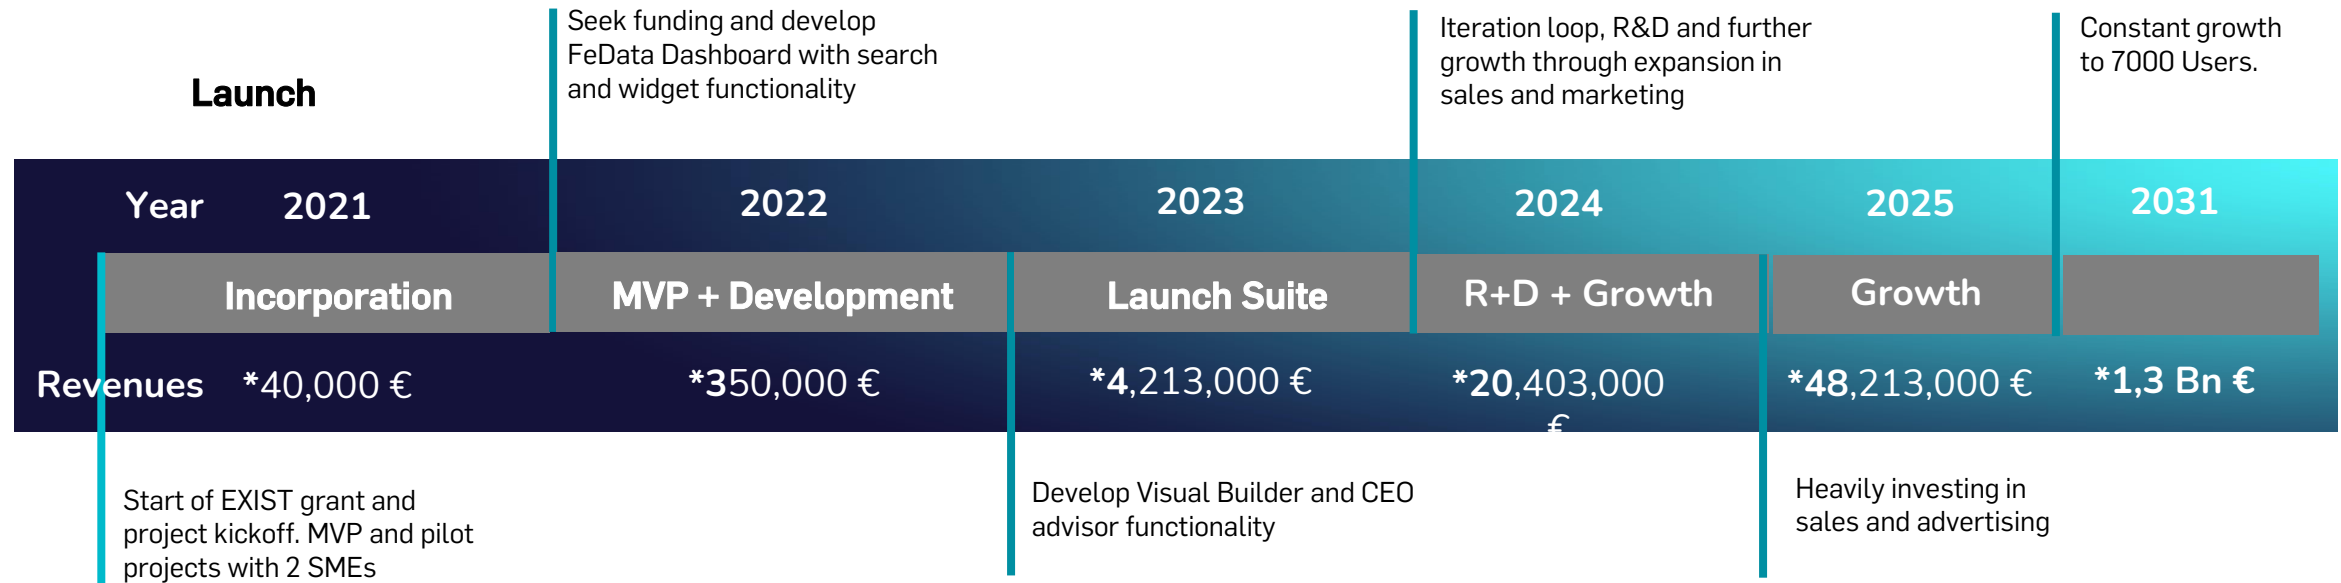 Seek funding and develop
FeData Dashboard with search
and widget functionality
Iteration loop, R&D and further
growth through expansion in
sales and marketing
Constant growth
to 7000 Users.
Launch
Year 2021 2022 2023 2024 2025 2031
Incorporation MVP + Development Launch Suite R+D + Growth Growth
Revenues *40,000 € *350,000 € *4,213,000 € *20,403,000 *48,213,000 € *1,3 Bn €
€
Start of EXIST grant and
project kickoff. MVP and pilot
projects with 2 SMEs
Develop Visual Builder and CEO
advisor functionality
Heavily investing in
sales and advertising